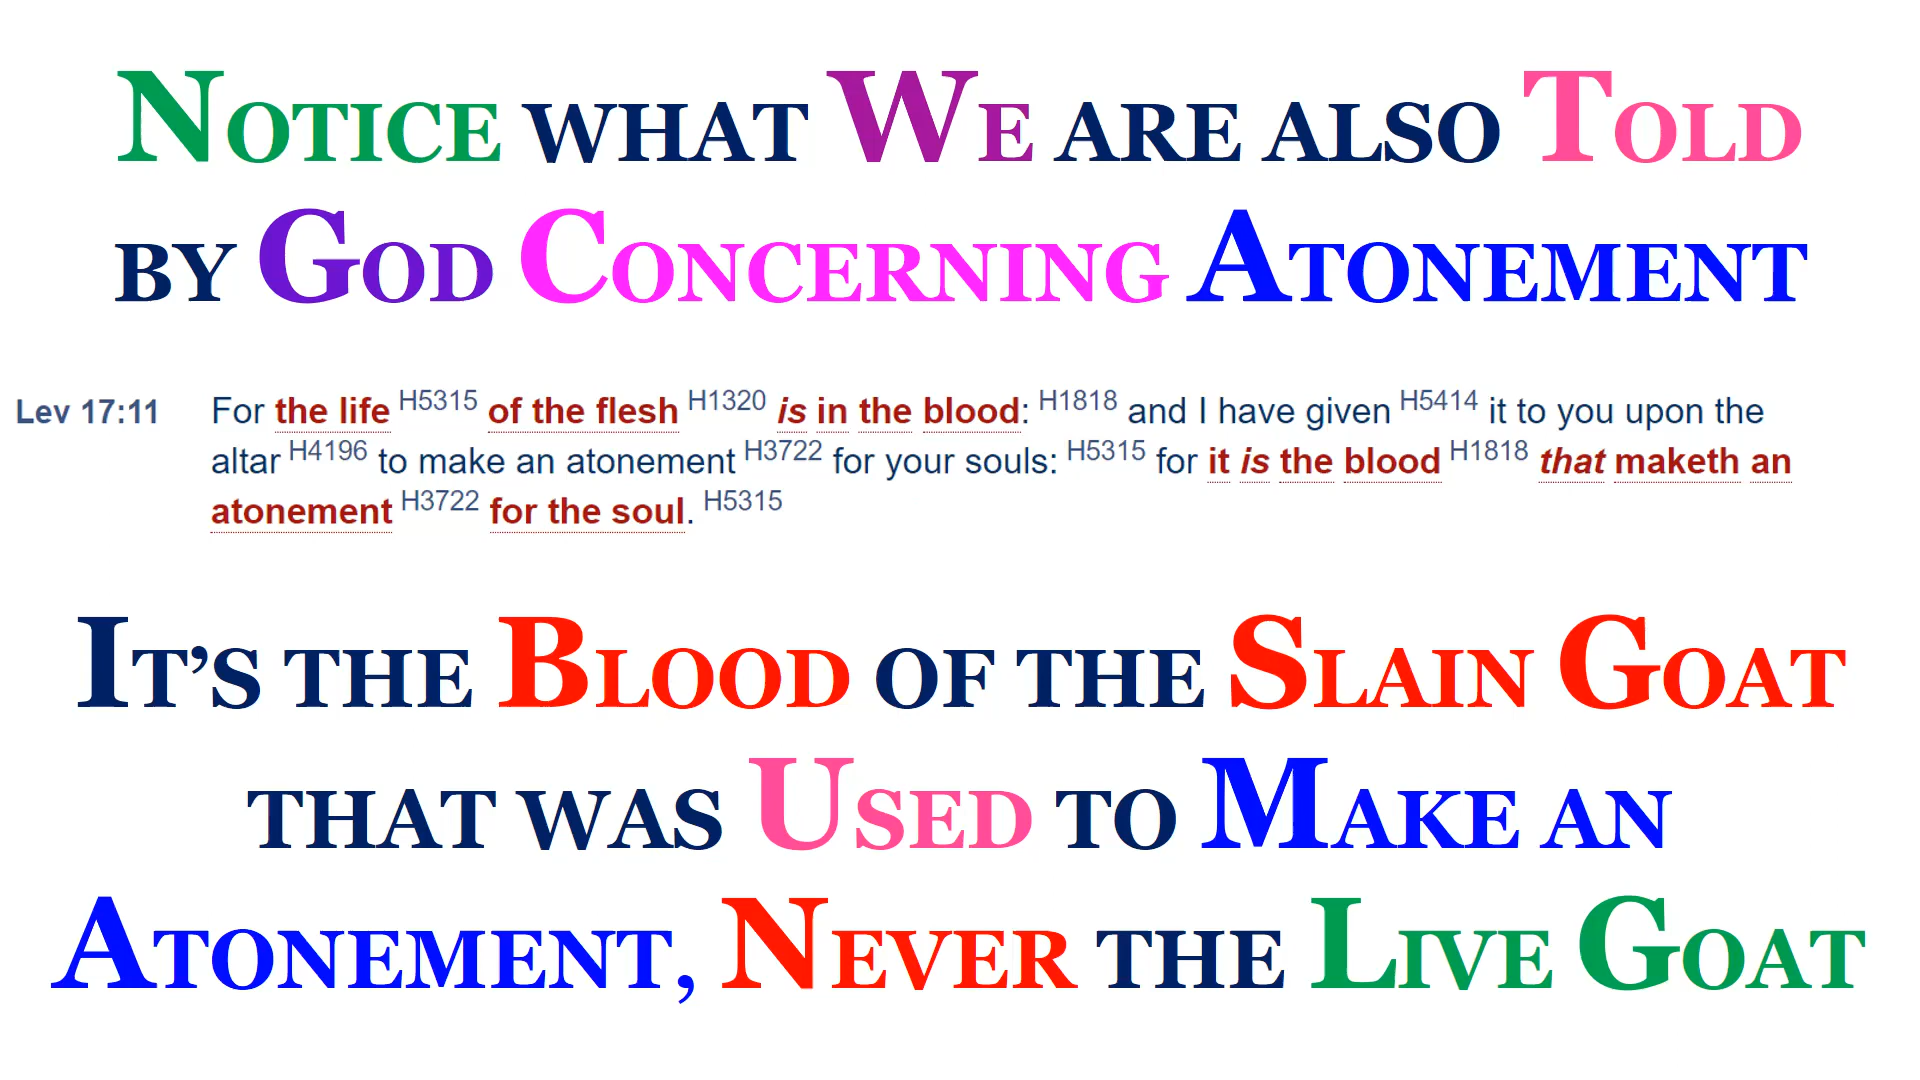 Notice what We are also Told
by God Concerning Atonement
Lev 17:11 For the life H5315 of the flesh H1320 is in the blood: H1818 and I have given H5414 it to you upon the
altar H4196 to make an atonement H3722 for your souls: H5315 for it is the blood H1818 that maketh an
atonement H3722 for the soul. H5315
It’s the Blood of the Slain Goat
that was Used to Make an
Atonement, Never the Live Goat